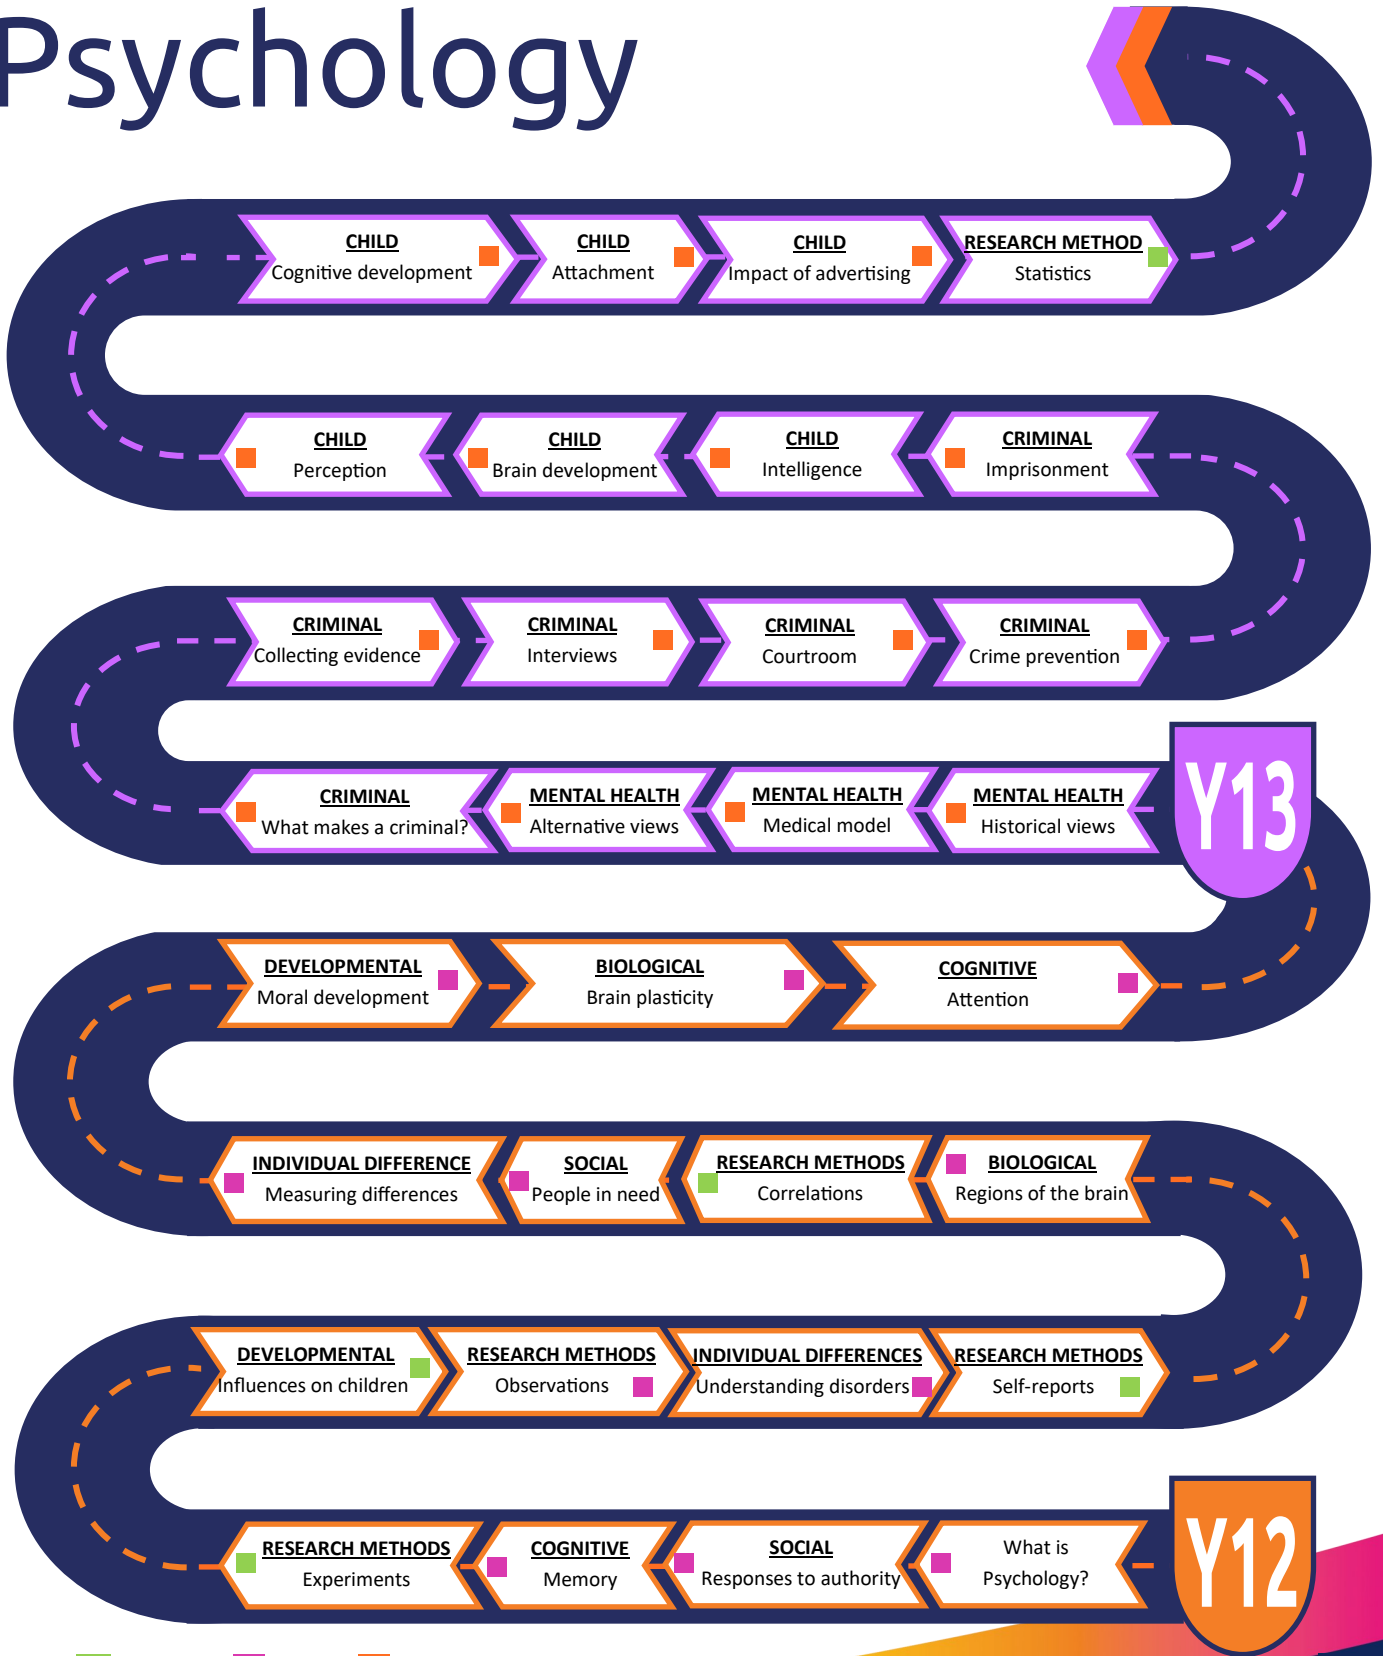 Psychology
CHILD
Cognitive development
CHILD
Attachment
CHILD
Impact of advertising
RESEARCH METHOD
Statistics
CHILD
Perception
CHILD
Brain development
CHILD
Intelligence
CRIMINAL
Imprisonment
CRIMINAL
Collecting evidence
CRIMINAL
Interviews
CRIMINAL
Courtroom
CRIMINAL
Crime prevention
CRIMINAL
What makes a criminal?
MENTAL HEALTH
Alternative views
MENTAL HEALTH
Medical model
MENTAL HEALTH
Historical views
Y13
DEVELOPMENTAL
Moral development
BIOLOGICAL
Brain plasticity
COGNITIVE
Attention
INDIVIDUAL DIFFERENCE
Measuring differences
SOCIAL
People in need
RESEARCH METHODS
Correlations
BIOLOGICAL
Regions of the brain
DEVELOPMENTAL
Influences on children
RESEARCH METHODS
Observations
INDIVIDUAL DIFFERENCES
Understanding disorders
RESEARCH METHODS
Self-reports
RESEARCH METHODS
Experiments
COGNITIVE
Memory
SOCIAL
Responses to authority
What is
Psychology?
Y12